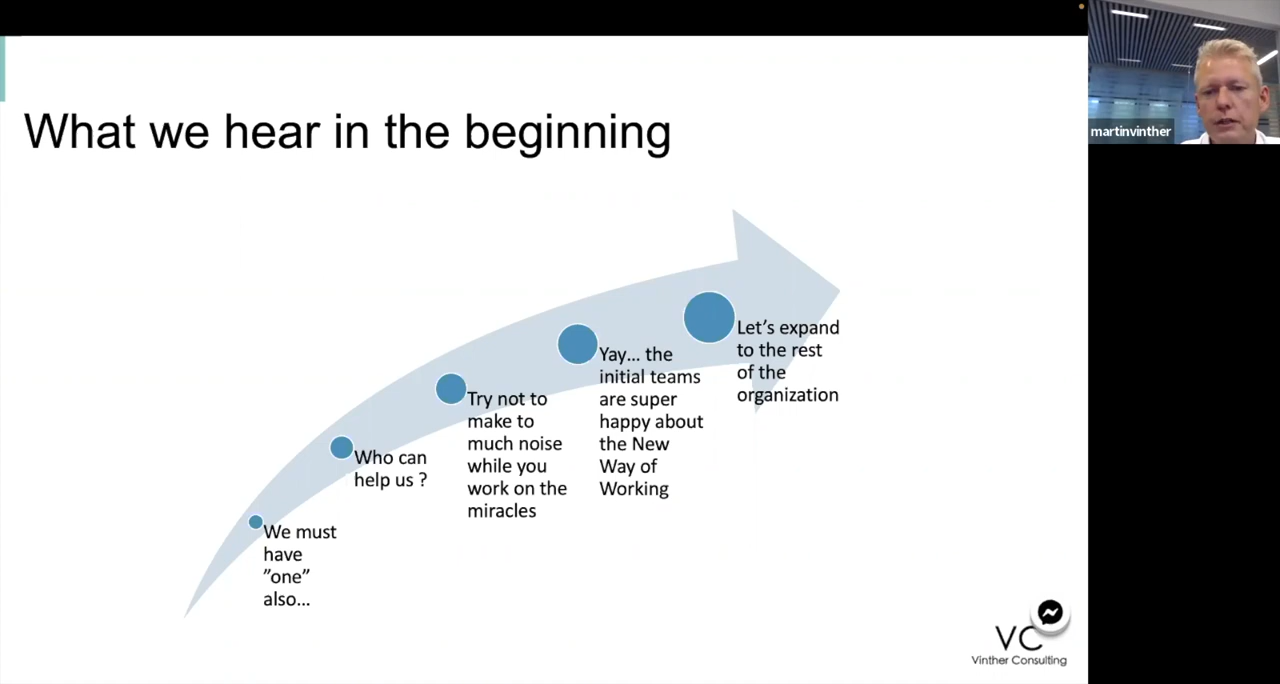 What we hear in the beginning
martinvinther
We must
have
”one”
also...
Who can
help us ?
Try not to
make to
much noise
while you
work on the
miracles
Yay... the
initial teams
are super
happy about
the New
Way of
Working
Let’s expand
to the rest
of the
organization
VC
Vinther Consulting